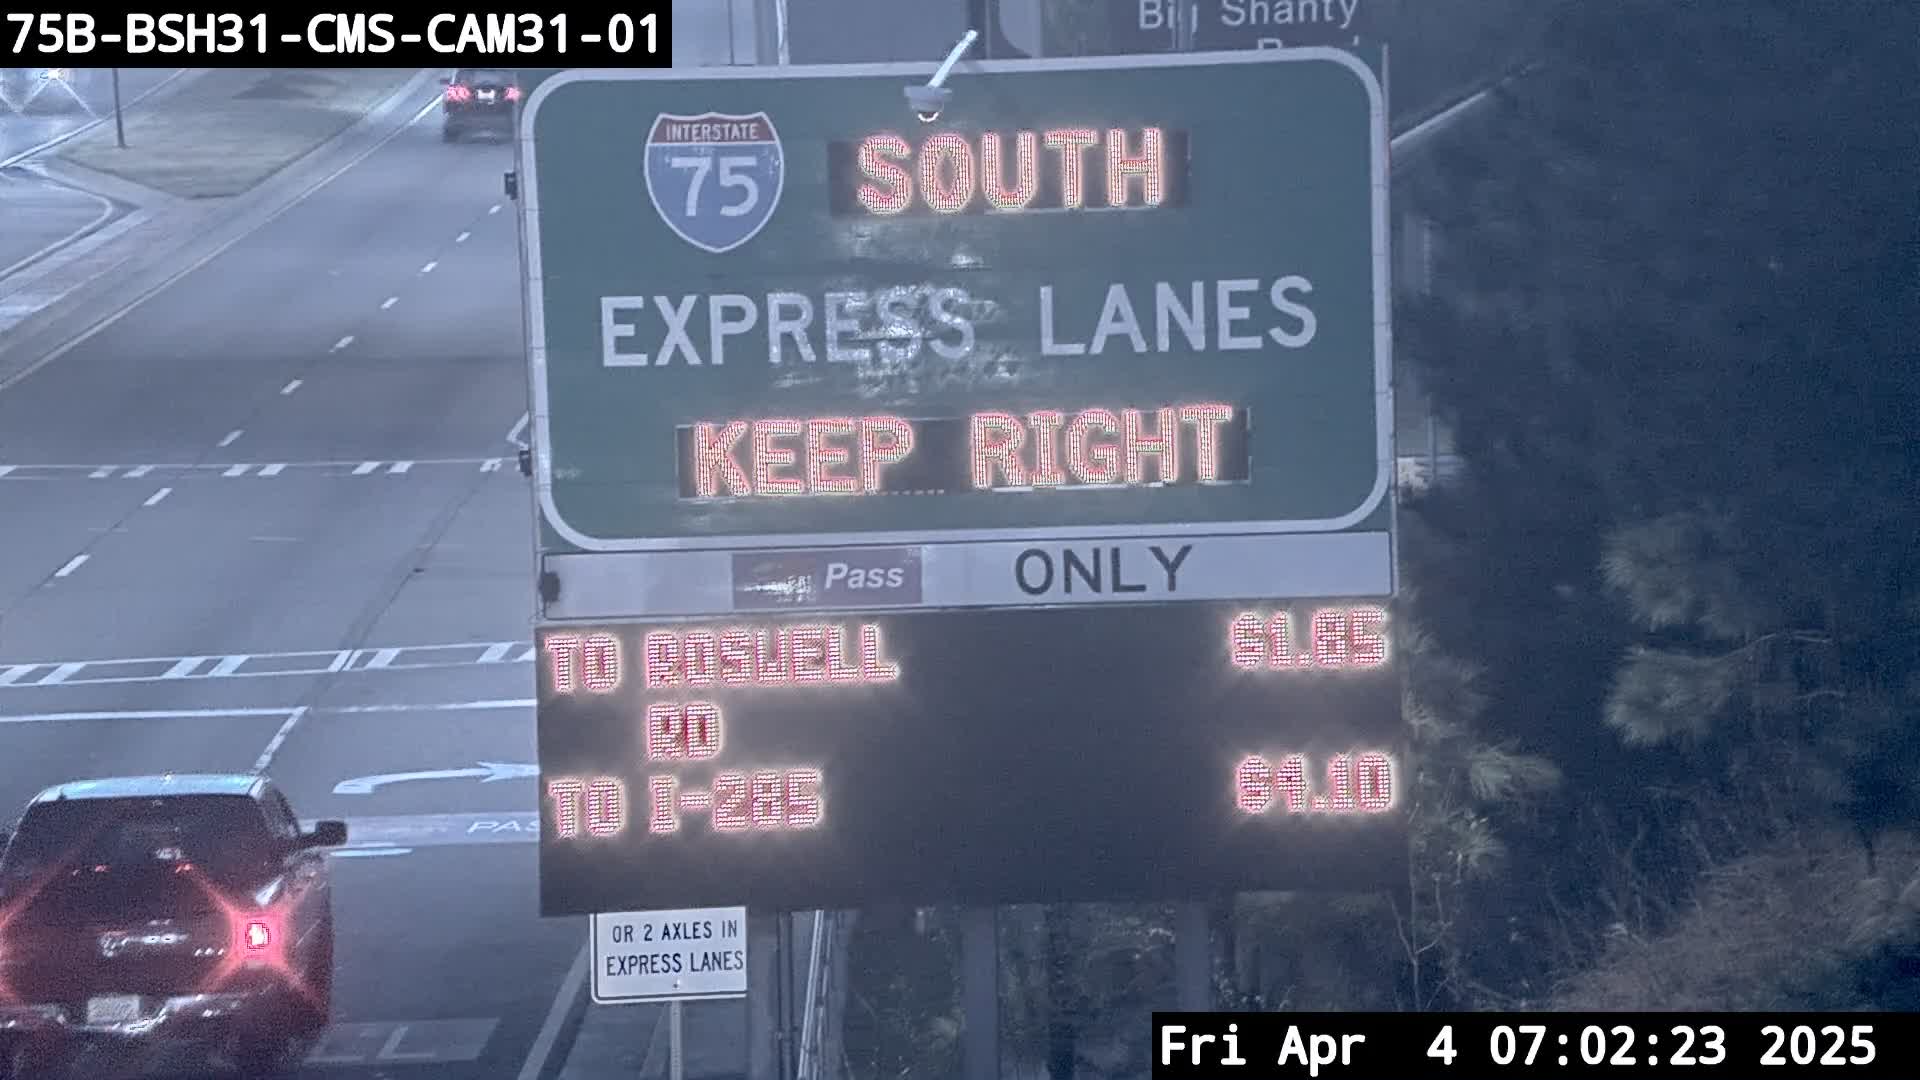 75B-BSH31-CMS-CAM31-01
Big Shanty
INTERSTATE
75
SOUTH
EXPRESS LANES
KEEP RIGHT
Pass ONLY
TO ROSWELL $1.85
RD
TO I-285 $4.10
OR 2 AXLES IN
EXPRESS LANES
Fri Apr 4 07:02:23 2025